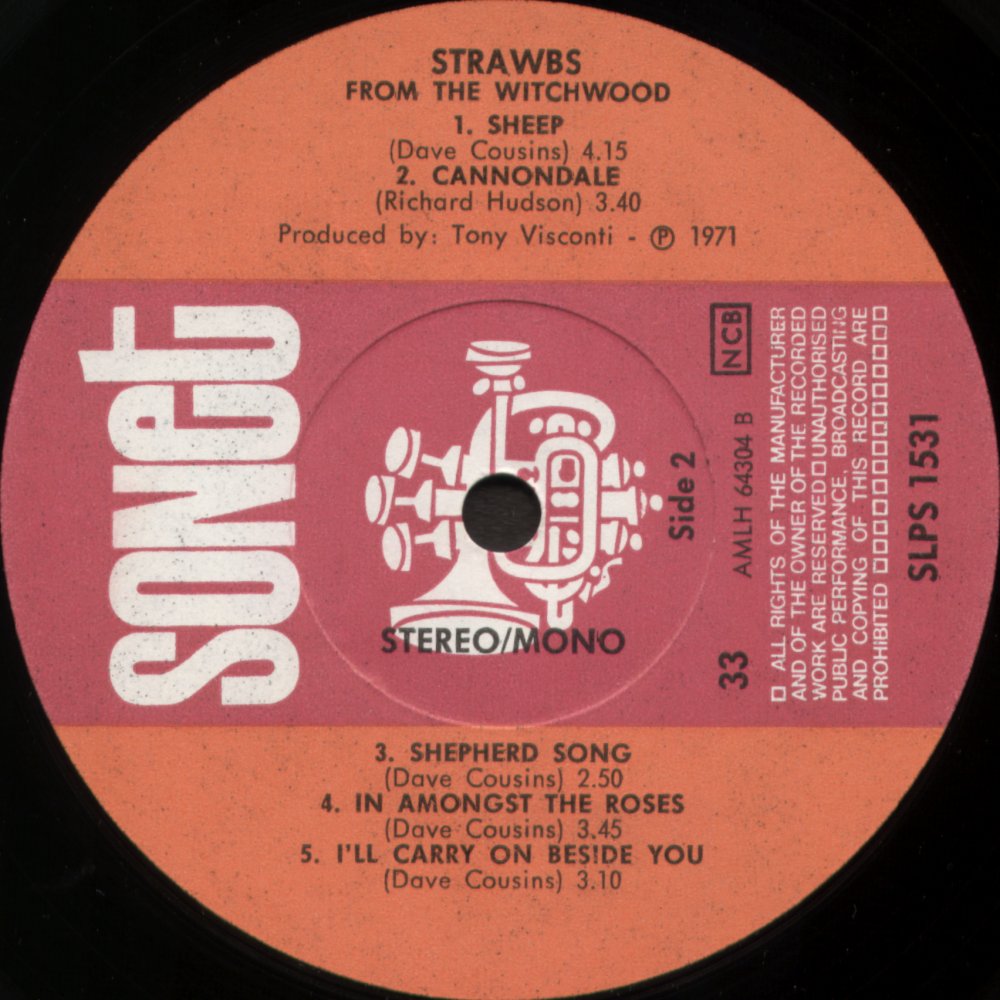 STRAWBS
FROM THE WITCHWOOD
1. SHEEP
(Dave Cousins) 4.15
2. CANNONDALE
(Richard Hudson) 3.40
Produced by: Tony Visconti - ℗ 1971
SONET
STEREO/MONO
Side 2
33
AMLH 64304 B
NCB
□ ALL RIGHTS OF THE MANUFACTURER
AND OF THE OWNER OF THE RECORDED
WORK ARE RESERVED □ UNAUTHORISED
PUBLIC PERFORMANCE, BROADCASTING
AND COPYING OF THIS RECORD ARE
PROHIBITED □□□□□□□□□□□□□□
SLPS 1531
3. SHEPHERD SONG
(Dave Cousins) 2.50
4. IN AMONGST THE ROSES
(Dave Cousins) 3.45
5. I'LL CARRY ON BESIDE YOU
(Dave Cousins) 3.10